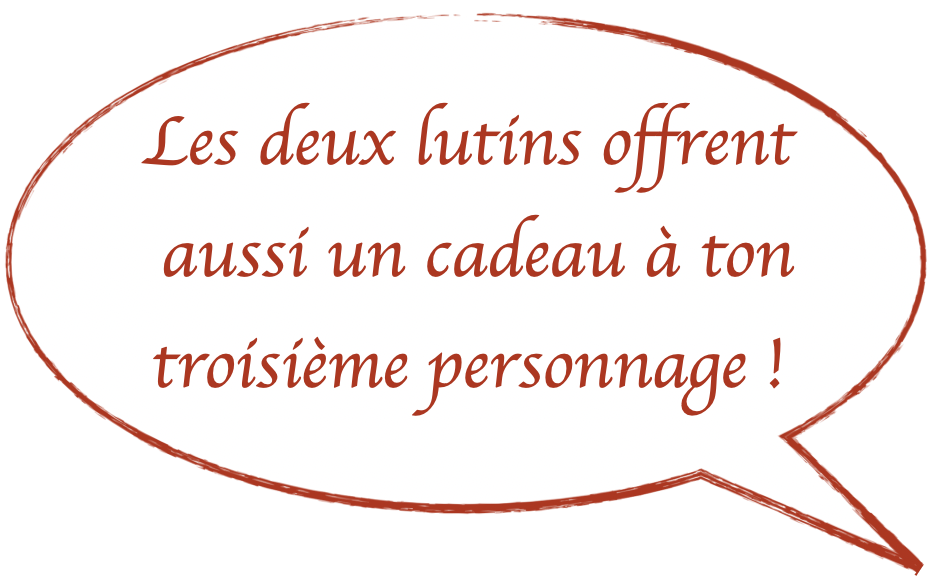 Les deux lutins offrent
aussi un cadeau à ton
troisième personnage !